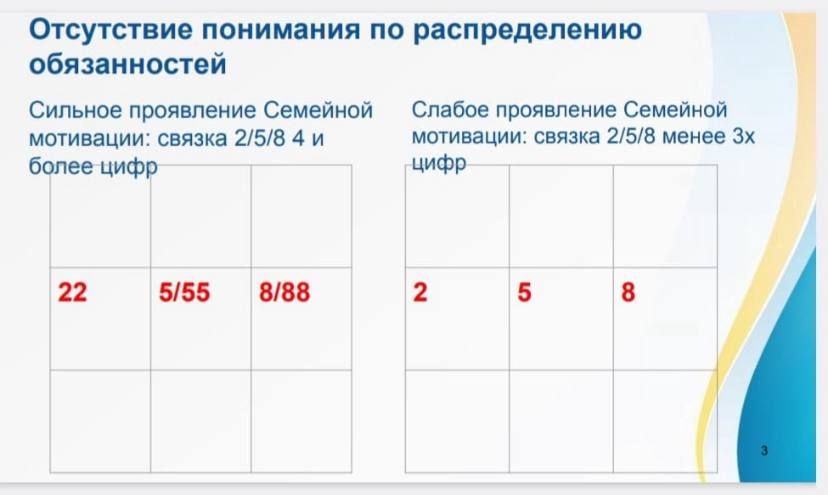 Отсутствие понимания по распределению
обязанностей
Сильное проявление Семейной
мотивации: связка 2/5/8 4 и
более цифр
22 5/55 8/88
Слабое проявление Семейной
мотивации: связка 2/5/8 менее 3х
цифр
2 5 8
3